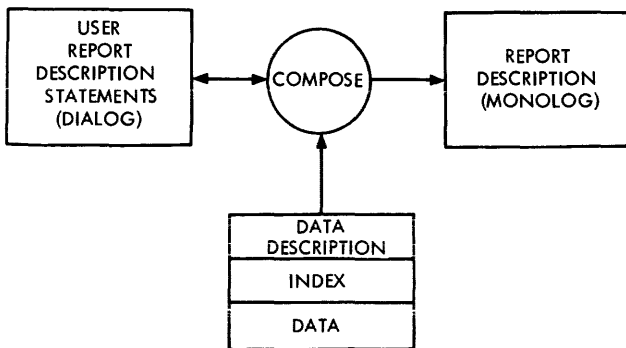 USER
REPORT
DESCRIPTION
STATEMENTS
(DIALOG)
COMPOSE
REPORT
DESCRIPTION
(MONOLOG)
DATA
DESCRIPTION
INDEX
DATA